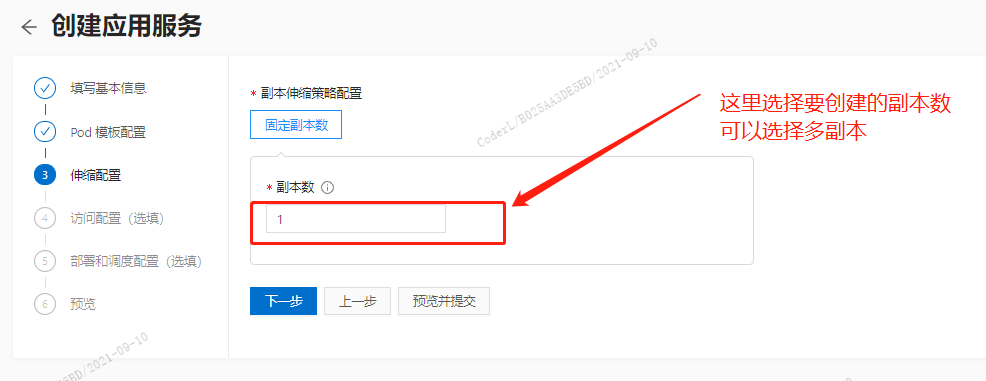 创建应用服务
填写基本信息
Pod 模板配置
3 伸缩配置
4 访问配置（选填）
5 部署和调度配置（选填）
6 预览
* 副本伸缩策略配置
固定副本数
* 副本数
1
下一步 上一步 预览并提交
这里选择要创建的副本数
可以选择多副本
CoderL/B025AA3DE5BD/2021-09-10
5BD/2021-09-10